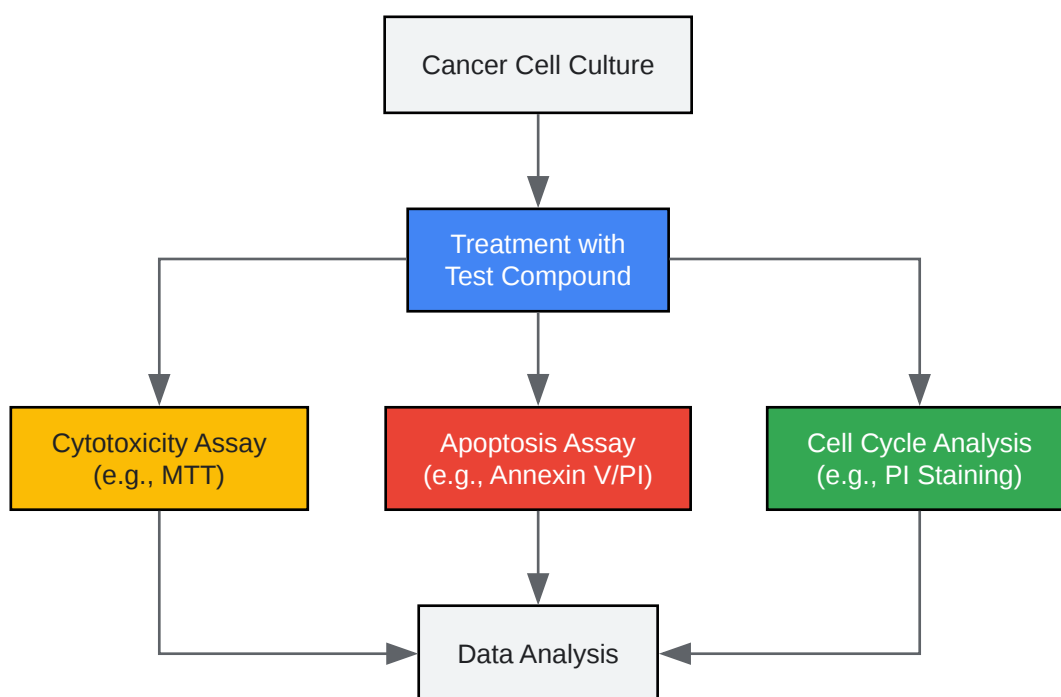 Cancer Cell Culture
Treatment with
Test Compound
Cytotoxicity Assay
(e.g., MTT)
Apoptosis Assay
(e.g., Annexin V/PI)
Cell Cycle Analysis
(e.g., PI Staining)
Data Analysis